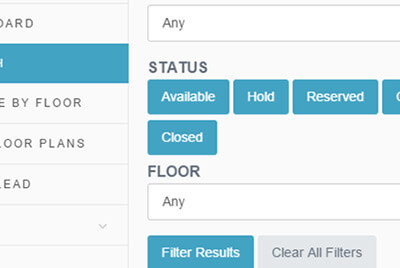 OARD
Any
H
STATUS
Available Hold Reserved
E BY FLOOR
Closed
LOOR PLANS
FLOOR
LEAD
Any
Filter Results Clear All Filters